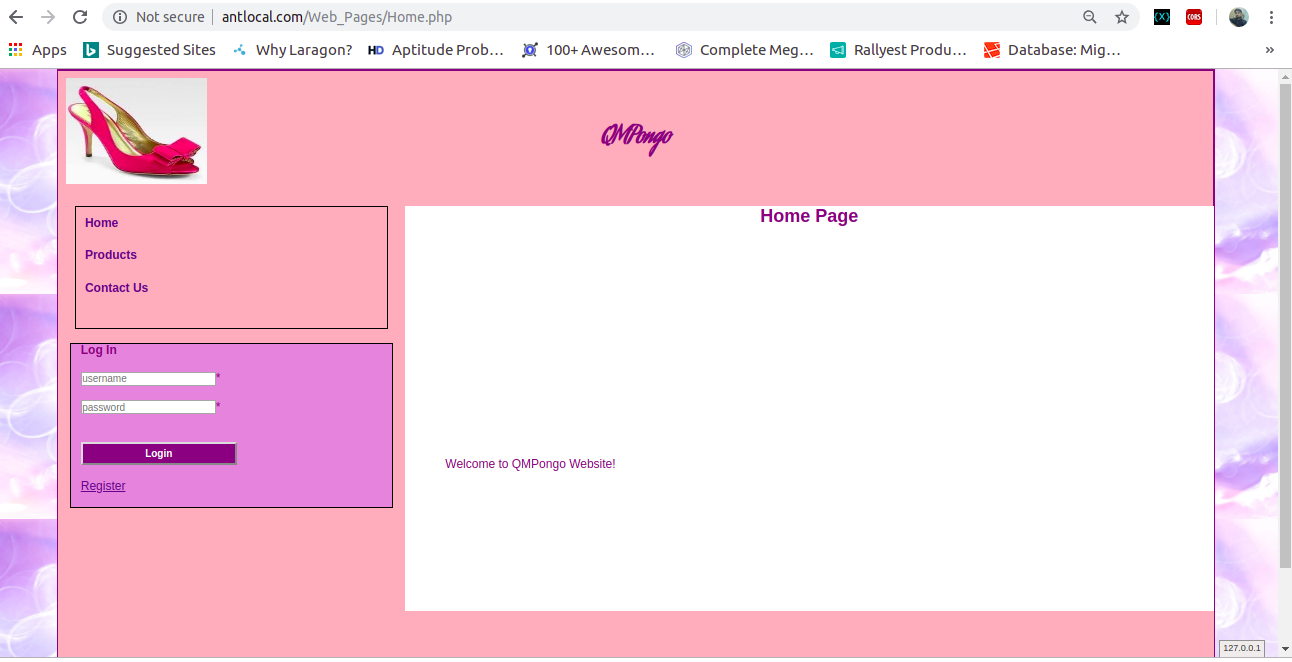 Not secure | antlocal.com/Web_Pages/Home.php
Apps Suggested Sites Why Laragon? HD Aptitude Prob… 100+ Awesom… Complete Meg… Rallyest Produ… Database: Mig… »
QMPongo
Home
Products
Contact Us
Log In
username*
password*
Login
Register
Home Page
Welcome to QMPongo Website!
127.0.0.1